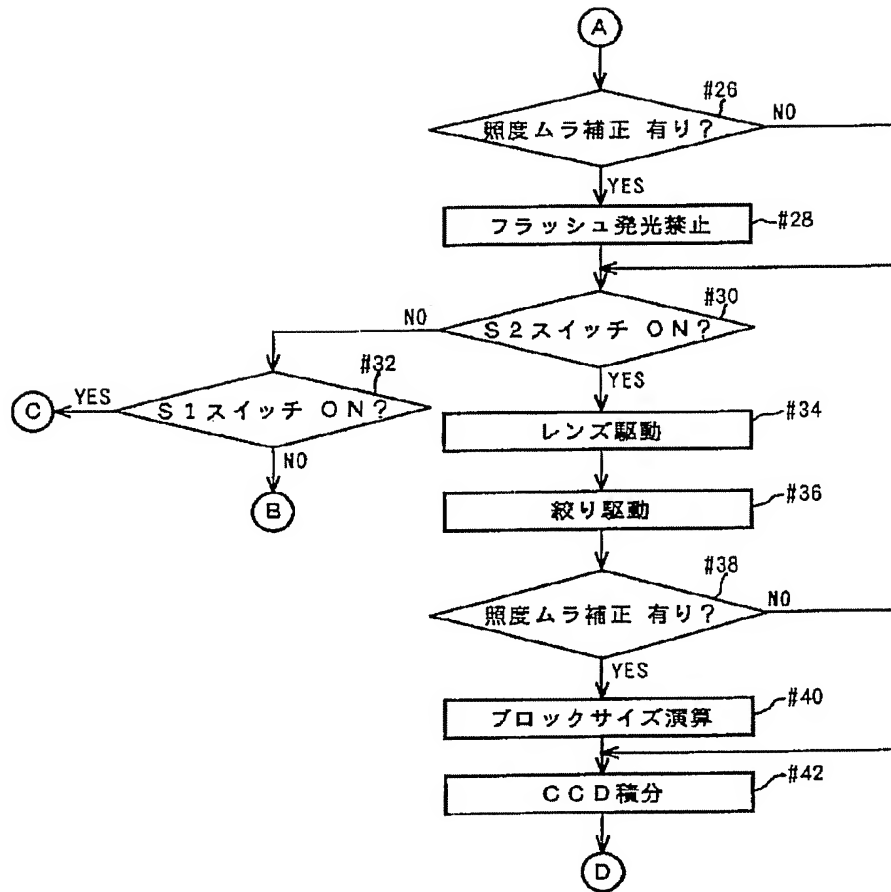 A
#26
照度ムラ補正 有り?
NO
YES
フラッシュ発光禁止
#28
#30
NO
S2スイッチ ON?
#32
YES
YES
C
S1スイッチ ON?
レンズ駆動
#34
NO
B
絞り駆動
#36
#38
照度ムラ補正 有り?
NO
YES
ブロックサイズ演算
#40
CCD積分
#42
D